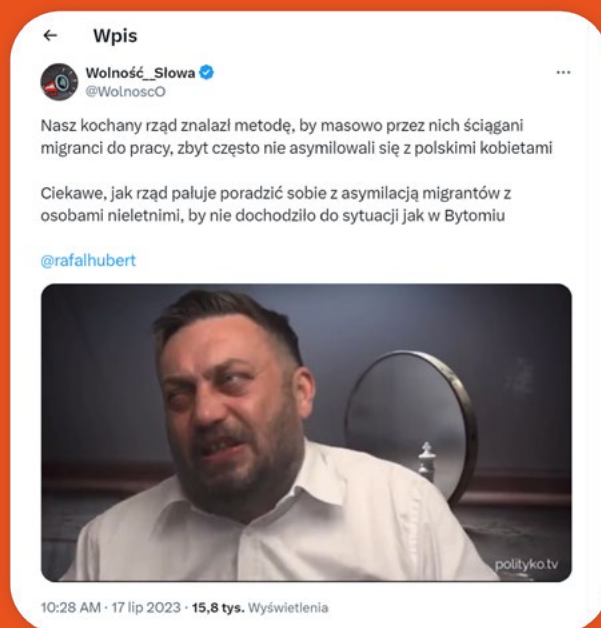 Wpis
Wolność__Slowa
@WolnoscO
Nasz kochany rząd znalazł metodę, by masowo przez nich ściągani
migranci do pracy, zbyt często nie asymilowali się z polskimi kobietami
Ciekawe, jak rząd pałuje poradzić sobie z asymilacją migrantów z
osobami nieletnimi, by nie dochodziło do sytuacji jak w Bytomiu
@rafalhubert
polityko.tv
10:28 AM · 17 lip 2023 · 15,8 tys. Wyświetlenia